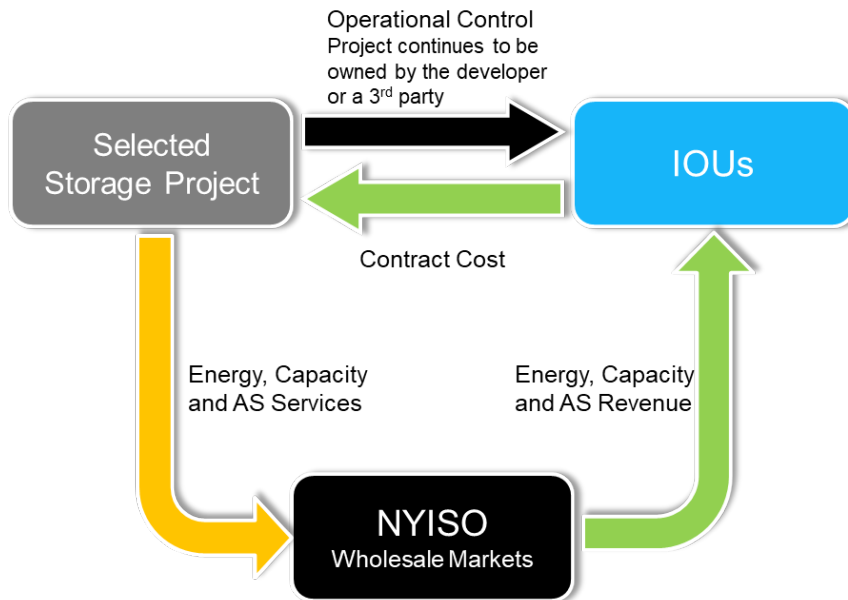 Operational Control
Project continues to be
owned by the developer
or a 3rd party
Selected
Storage Project
IOUs
Contract Cost
Energy, Capacity
and AS Services
Energy, Capacity
and AS Revenue
NYISO
Wholesale Markets